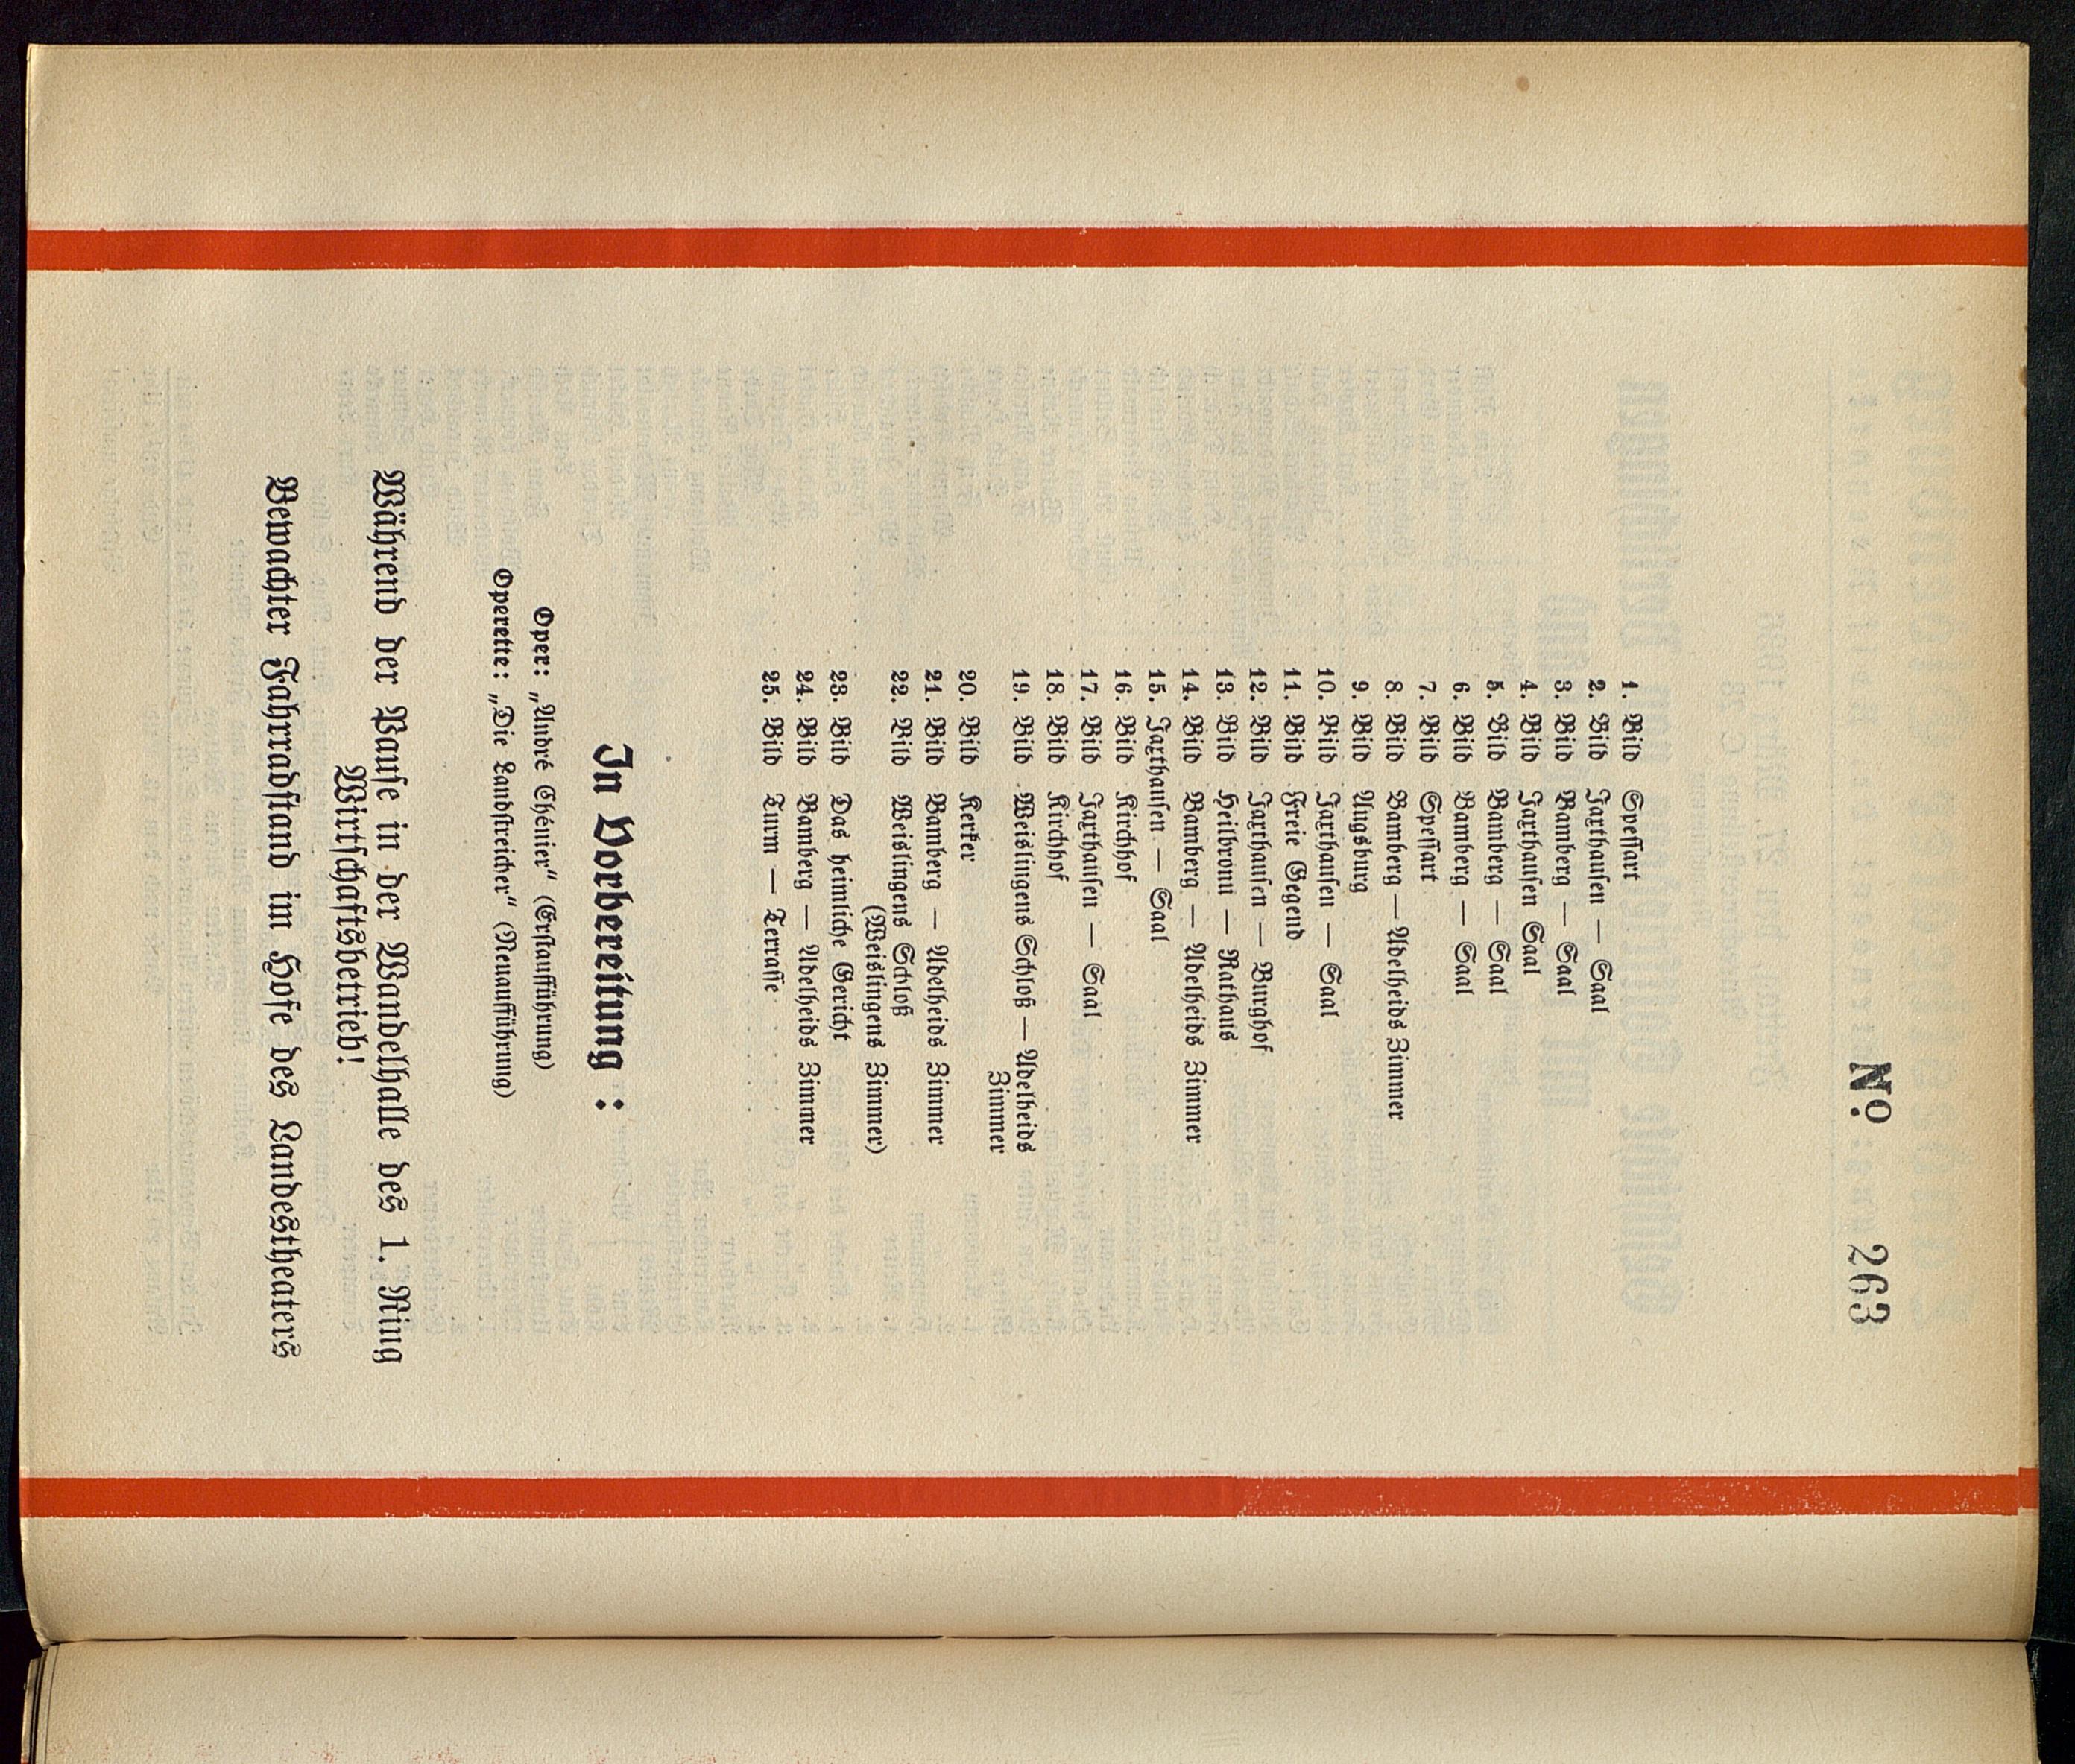 No. 263
1. Bild Spessart
2. Bild Jaxthausen — Saal
3. Bild Bamberg — Saal
4. Bild Jaxthausen Saal
5. Bild Bamberg — Saal
6. Bild Bamberg — Saal
7. Bild Spessart
8. Bild Bamberg — Adelheids Zimmer
9. Bild Augsburg
10. Bild Jaxthausen — Saal
11. Bild Freie Gegend
12. Bild Jaxthausen — Burghof
13. Bild Heilbronn — Rathaus
14. Bild Bamberg — Adelheids Zimmer
15. Jaxthausen — Saal
16. Bild Kirchhof
17. Bild Jaxthausen — Saal
18. Bild Kirchhof
19. Bild Weislingens Schloß — Adelheids
Zimmer
20. Bild Kerker
21. Bild Bamberg — Adelheids Zimmer
22. Bild Weislingens Schloß
(Weislingens Zimmer)
23. Bild Das heimliche Gericht
24. Bild Bamberg — Adelheids Zimmer
25. Bild Turm — Terrasse
In Vorbereitung :
Oper: „André Chénier“ (Erstaufführung)
Operette: „Die Landstreicher“ (Neuaufführung)
Während der Pause in der Wandelhalle des 1. Ring
Wirtschaftsbetrieb!
Bewachter Fahrradstand im Hofe des Landestheaters